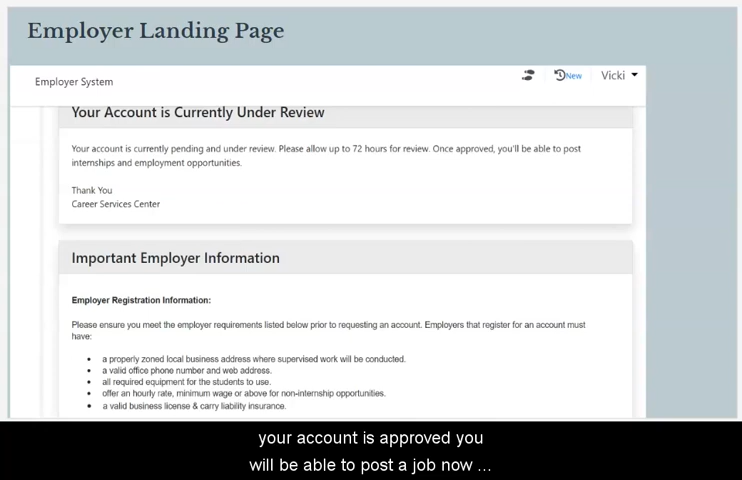 Employer Landing Page
Employer System
New
Vicki
Your Account is Currently Under Review
Your account is currently pending and under review. Please allow up to 72 hours for review. Once approved, you'll be able to post
internships and employment opportunities.
Thank You
Career Services Center
Important Employer Information
Employer Registration Information:
Please ensure you meet the employer requirements listed below prior to requesting an account. Employers that register for an account must
have:
• a properly zoned local business address where supervised work will be conducted.
• a valid office phone number and web address.
• all required equipment for the students to use.
• offer an hourly rate, minimum wage or above for non-internship opportunities.
• a valid business license & carry liability insurance.
your account is approved you
will be able to post a job now ...